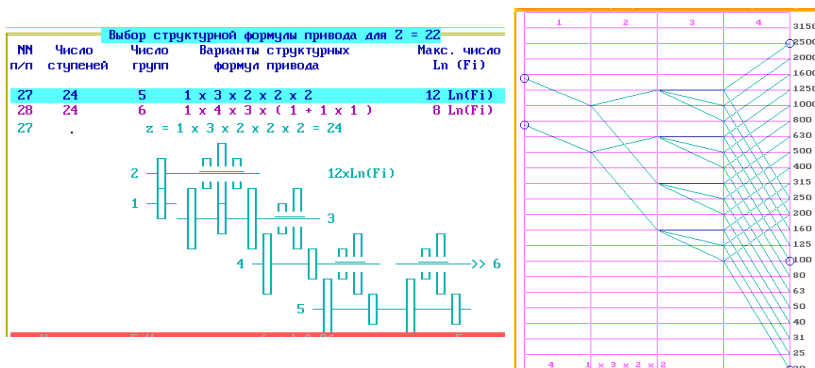 Выбор структурной формулы привода для Z = 22
NN Число Число Варианты структурных Макс. число
п/п ступеней групп формул привода Ln (Fi)
27 24 5 1 x 3 x 2 x 2 x 2 12 Ln(Fi)
28 24 6 1 x 4 x 3 x ( 1 + 1 x 1 ) 8 Ln(Fi)
27 . z = 1 x 3 x 2 x 2 x 2 = 24
2 12xLn(Fi)
1
3
4 >> 6
5
1 2 3 4
3150
2500
2000
1600
1250
1000
800
630
500
400
315
250
200
160
125
100
80
63
50
40
31
25
4 1 x 3 x 2 x 2